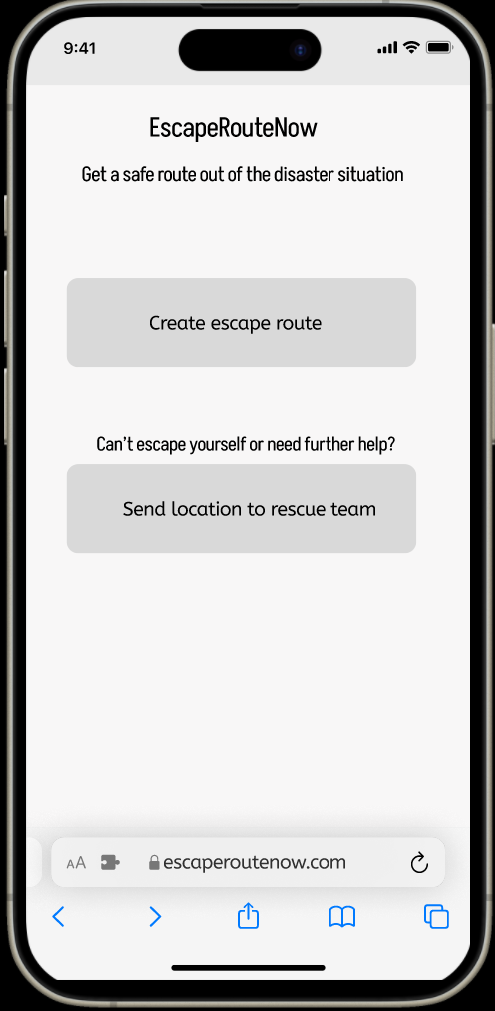 9:41
EscapeRouteNow
Get a safe route out of the disaster situation
Create escape route
Can't escape yourself or need further help?
Send location to rescue team
AA escaperoutenow.com